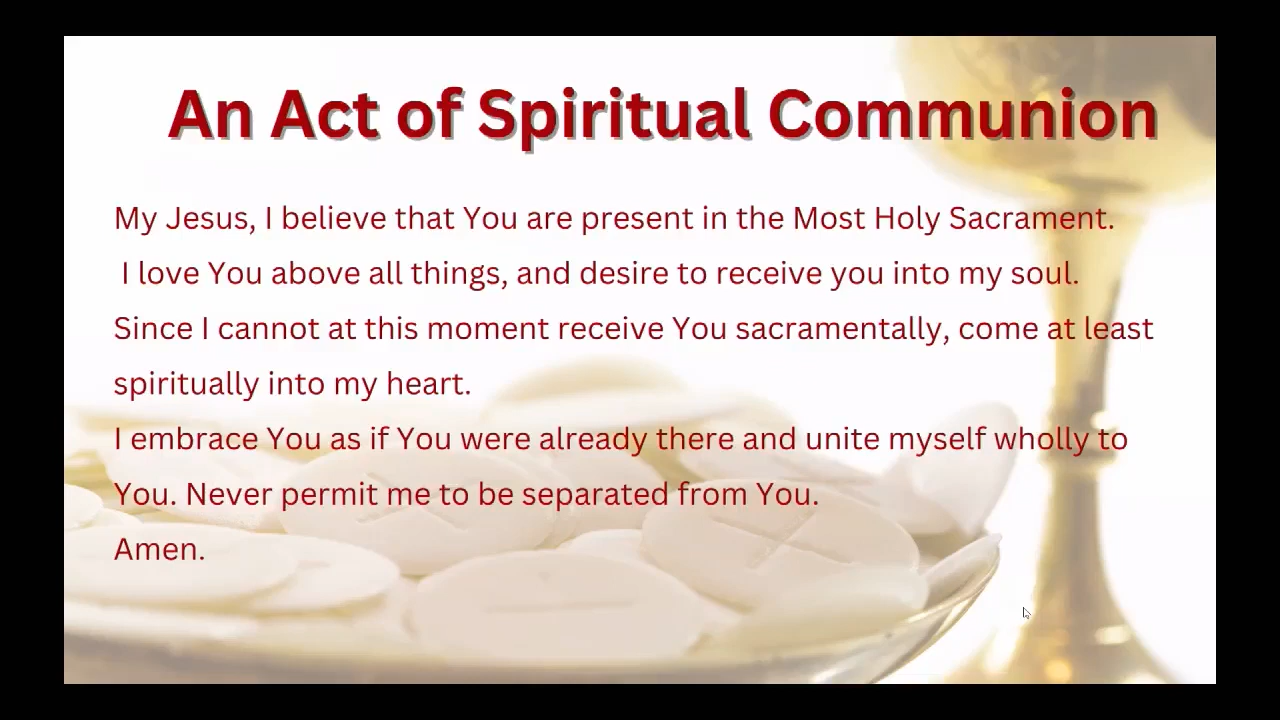 An Act of Spiritual Communion
My Jesus, I believe that You are present in the Most Holy Sacrament.
I love You above all things, and desire to receive you into my soul.
Since I cannot at this moment receive You sacramentally, come at least
spiritually into my heart.
I embrace You as if You were already there and unite myself wholly to
You. Never permit me to be separated from You.
Amen.